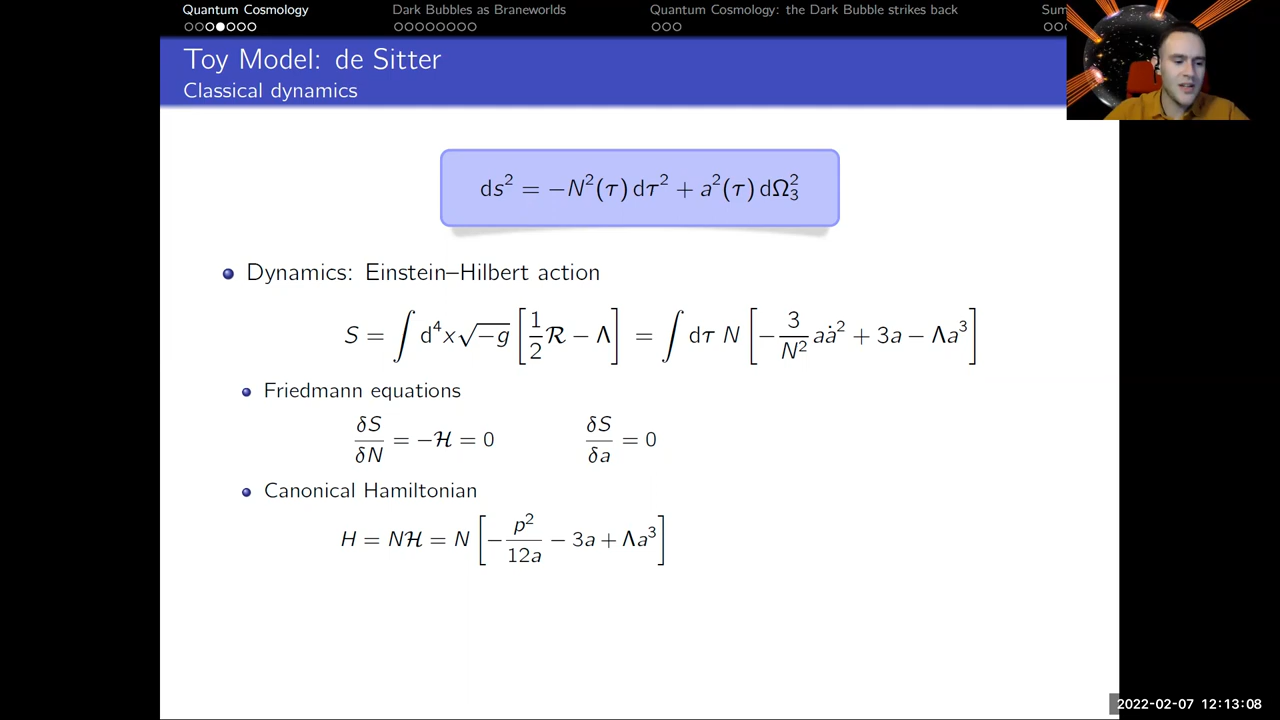 Quantum Cosmology Dark Bubbles as Braneworlds Quantum Cosmology: the Dark Bubble strikes back Sum
Toy Model: de Sitter
Classical dynamics
ds² = −N²(τ) dτ² + a²(τ) dΩ₃²
Dynamics: Einstein–Hilbert action
S = ∫ d⁴x√−g [1/2 ℛ − Λ] = ∫ dτ N [−3/N² aȧ² + 3a − Λa³]
Friedmann equations
δS/δN = −ℋ = 0 δS/δa = 0
Canonical Hamiltonian
H = Nℋ = N [−p²/12a − 3a + Λa³]
2022-02-07 12:13:08